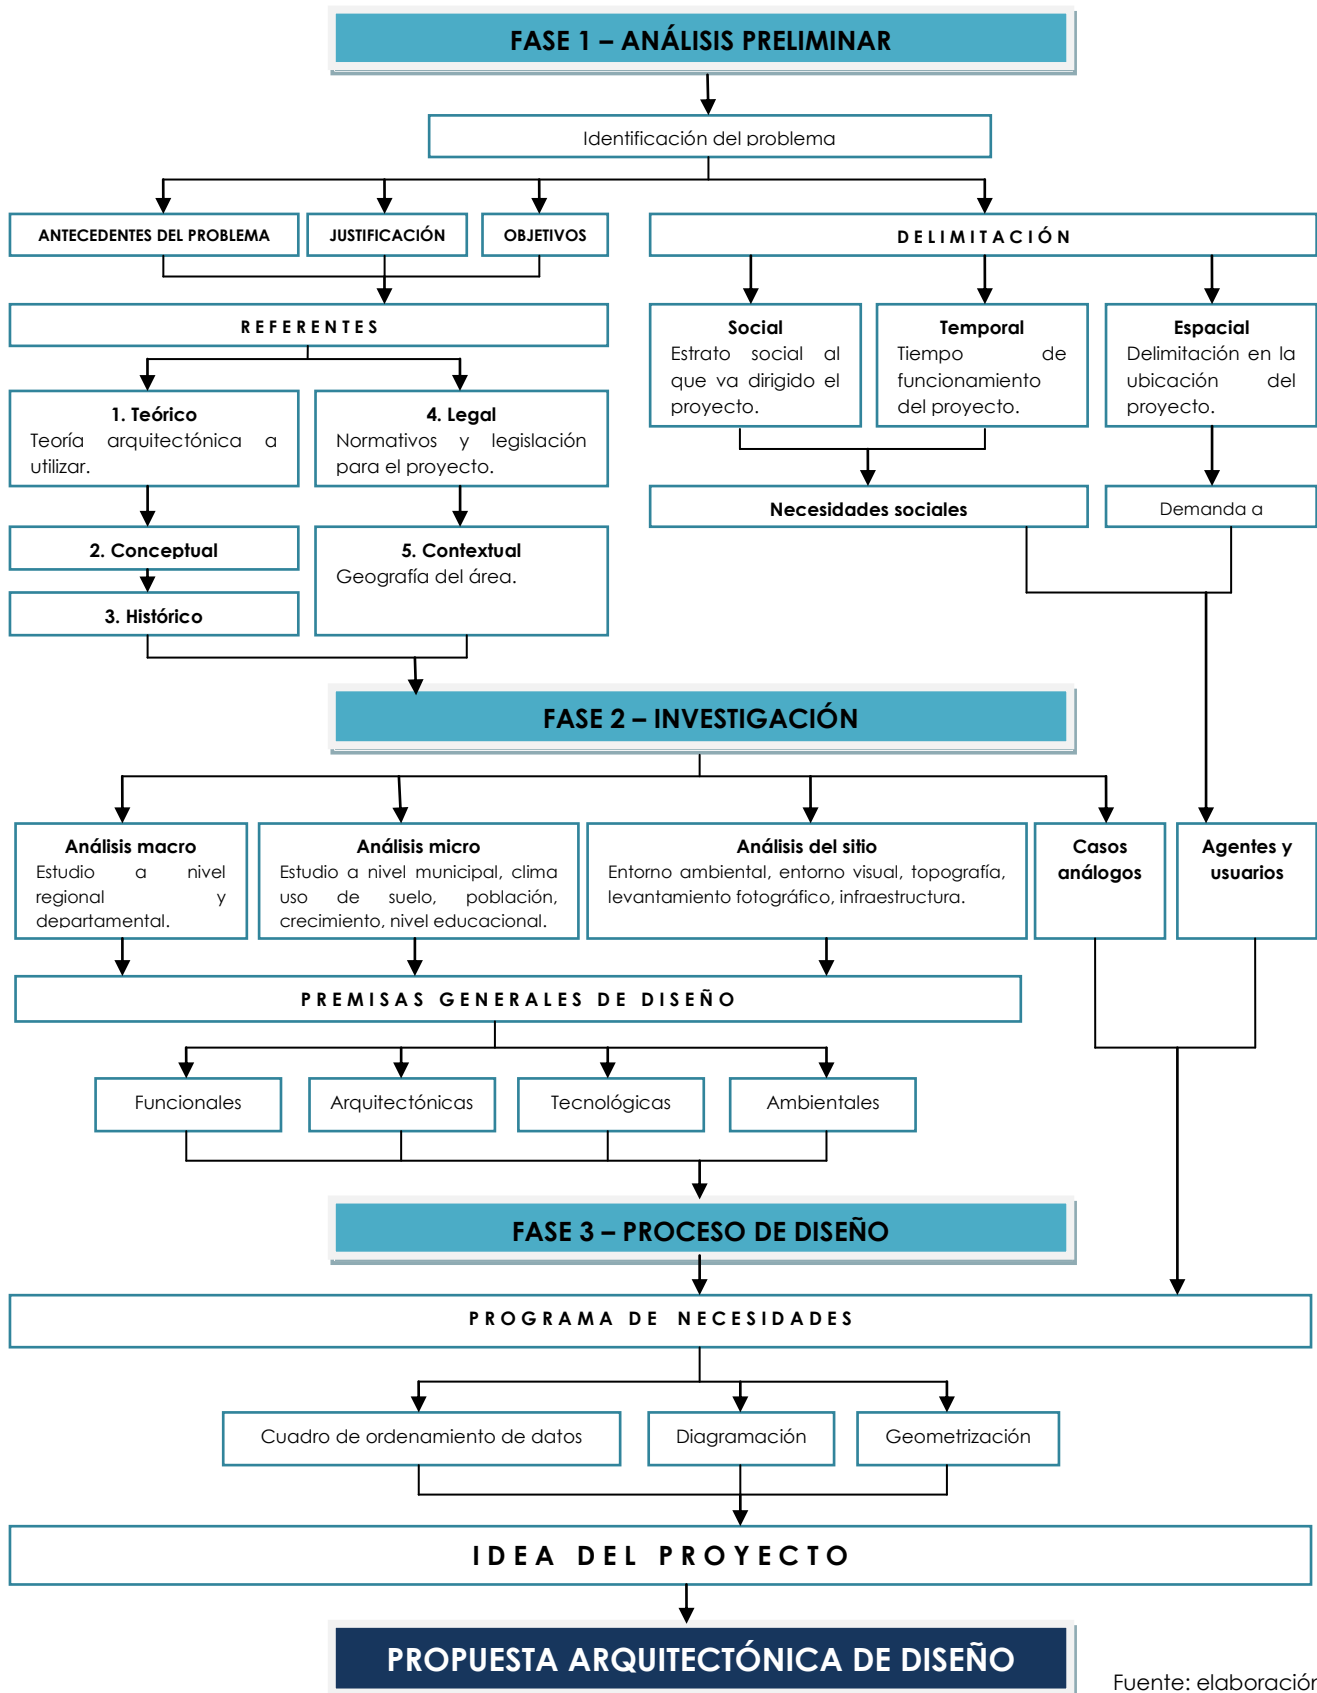 FASE 1 – ANÁLISIS PRELIMINAR
Identificación del problema
ANTECEDENTES DEL PROBLEMA
JUSTIFICACIÓN
OBJETIVOS
DELIMITACIÓN
REFERENTES
Social
Estrato social al
que va dirigido el
proyecto.
Temporal
Tiempo de
funcionamiento
del proyecto.
Espacial
Delimitación en la
ubicación del
proyecto.
1. Teórico
Teoría arquitectónica a
utilizar.
4. Legal
Normativos y legislación
para el proyecto.
Necesidades sociales
Demanda a
2. Conceptual
5. Contextual
Geografía del área.
3. Histórico
FASE 2 – INVESTIGACIÓN
Análisis macro
Estudio a nivel
regional y
departamental.
Análisis micro
Estudio a nivel municipal, clima
uso de suelo, población,
crecimiento, nivel educacional.
Análisis del sitio
Entorno ambiental, entorno visual, topografía,
levantamiento fotográfico, infraestructura.
Casos
análogos
Agentes y
usuarios
PREMISAS GENERALES DE DISEÑO
Funcionales
Arquitectónicas
Tecnológicas
Ambientales
FASE 3 – PROCESO DE DISEÑO
PROGRAMA DE NECESIDADES
Cuadro de ordenamiento de datos
Diagramación
Geometrización
IDEA DEL PROYECTO
PROPUESTA ARQUITECTÓNICA DE DISEÑO
Fuente: elaboración